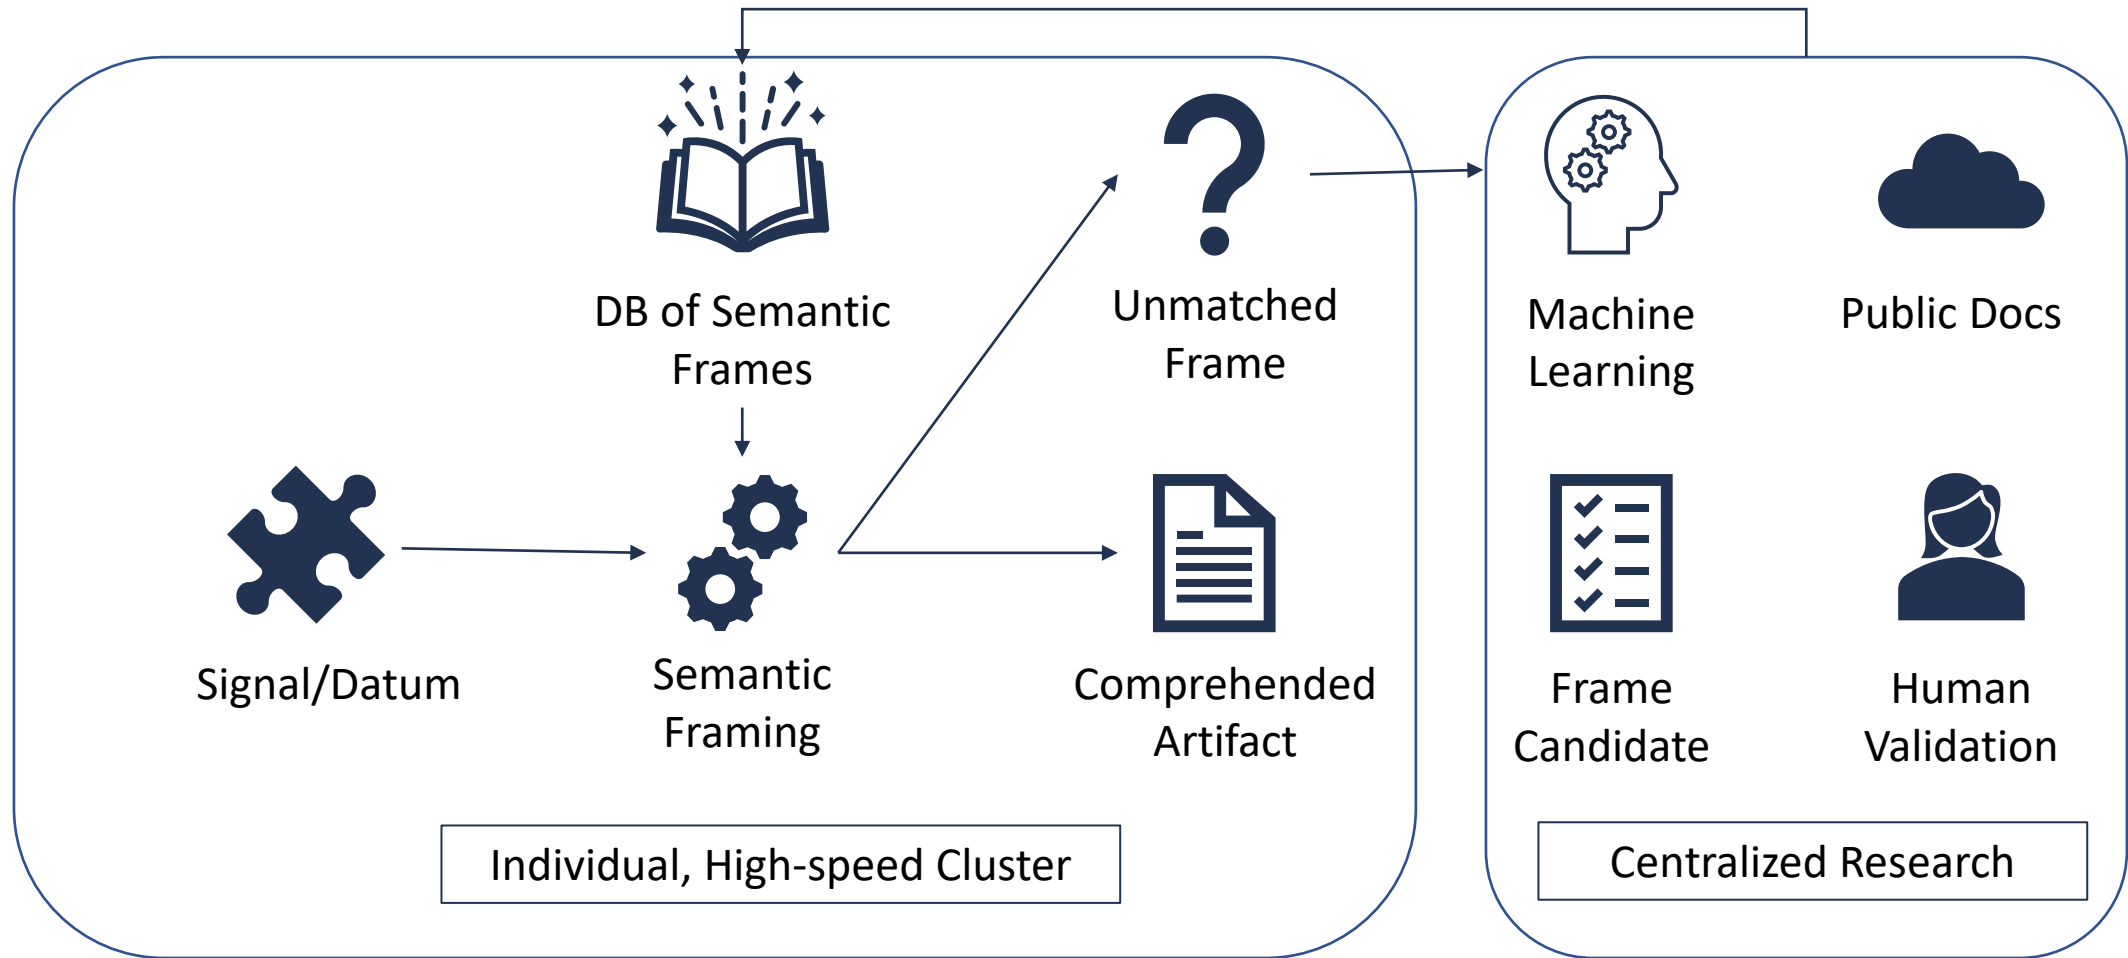 DB of Semantic
Frames
Unmatched
Frame
Machine
Learning
Public Docs
Signal/Datum
Semantic
Framing
Comprehended
Artifact
Frame
Candidate
Human
Validation
Individual, High-speed Cluster
Centralized Research